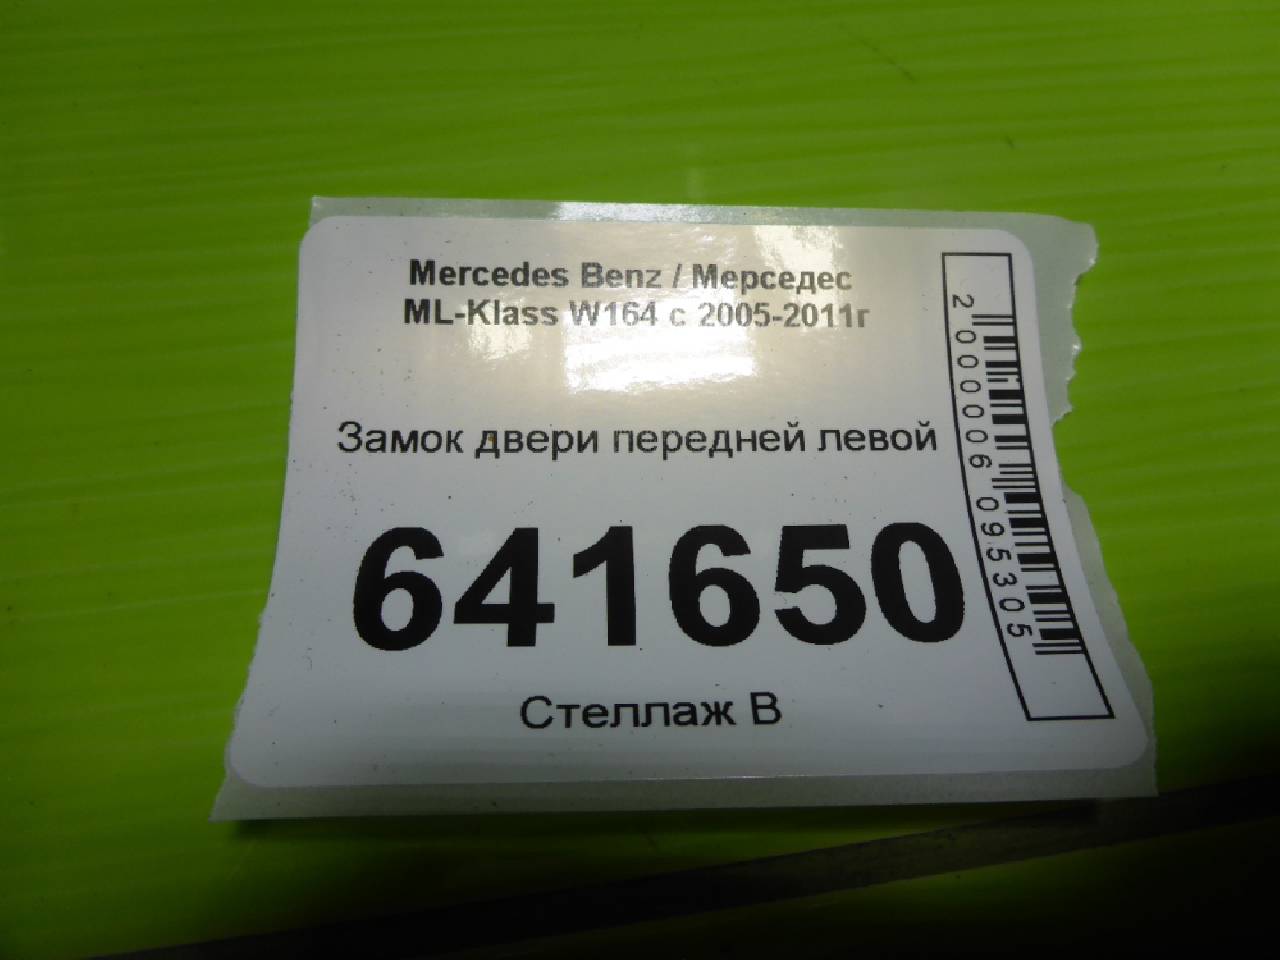 Mercedes Benz / Мерседес
ML-Klass W164 с 2005-2011г
Замок двери передней левой
641650
Стеллаж В
2000006095305